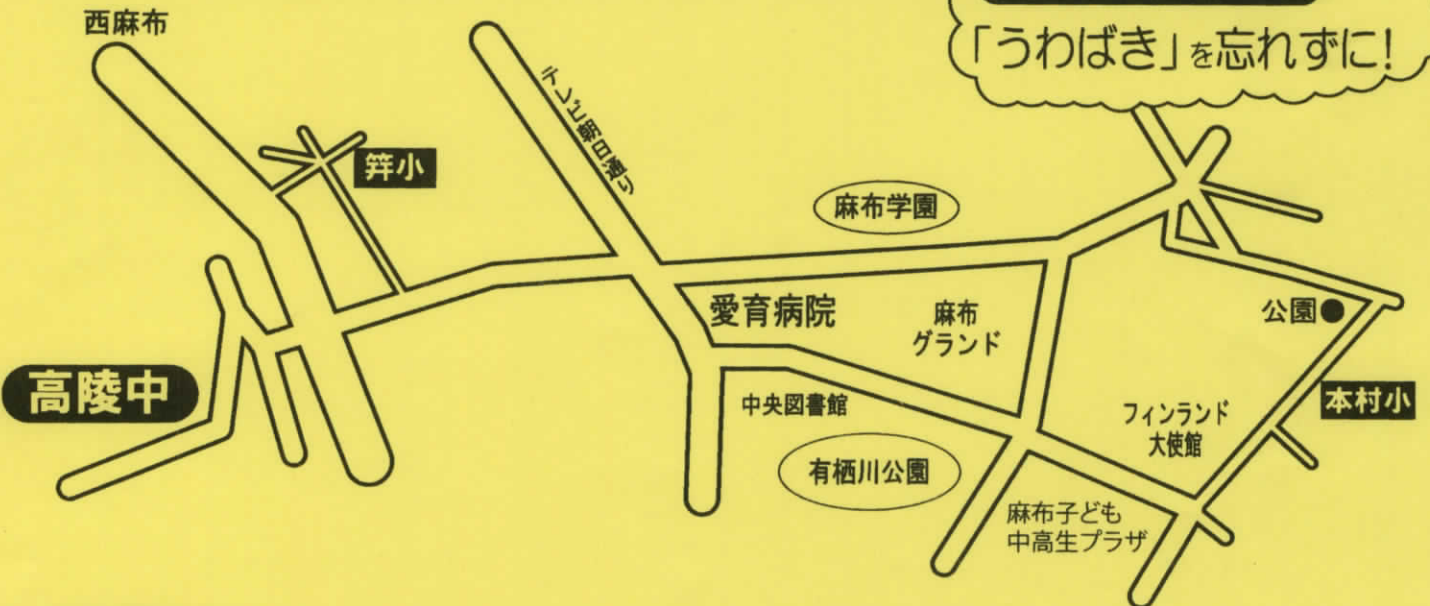 西麻布
「うわばき」を忘れずに!
テレビ朝日通り
笄小
麻布学園
愛育病院
麻布
グランド
公園
高陵中
中央図書館
フィンランド
大使館
本村小
有栖川公園
麻布子ども
中高生プラザ